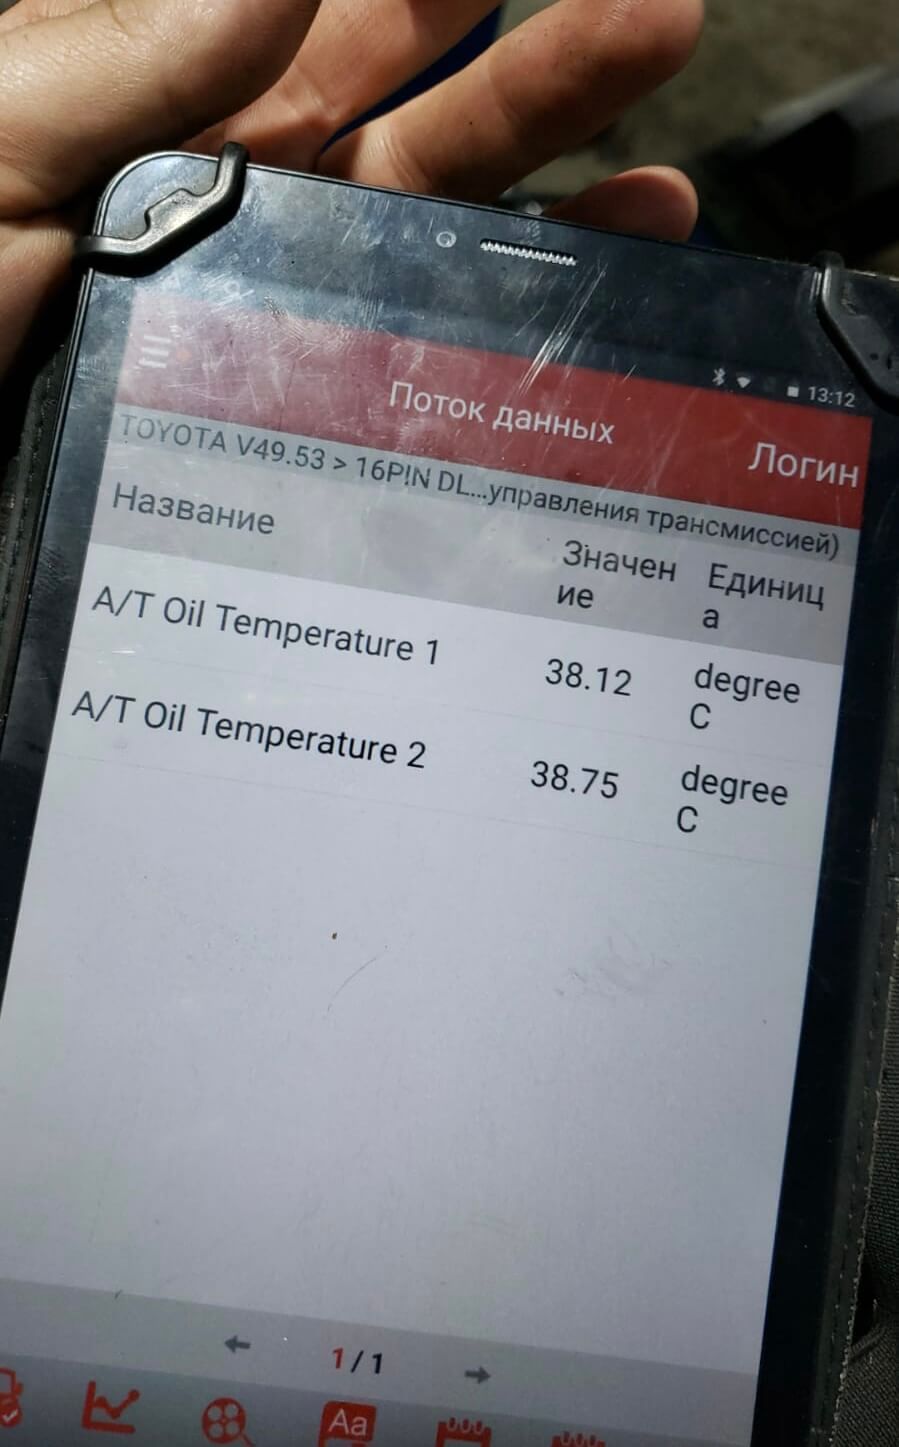 13:12
Поток данных
Логин
TOYOTA V49.53 > 16PIN DL...управления трансмиссией)
Название
Значен
ие
Единиц
а
A/T Oil Temperature 1
38.12
degree
C
A/T Oil Temperature 2
38.75
degree
C
1/1
Aa